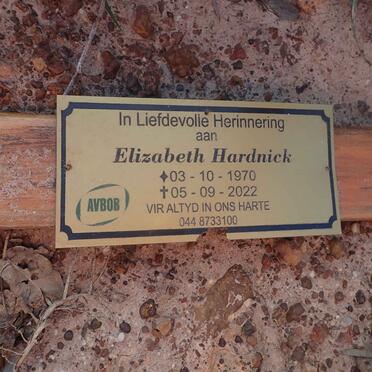 In Liefdevolle Herinnering
aan
Elizabeth Hardnick
♦03 - 10 - 1970
✝05 - 09 - 2022
VIR ALTYD IN ONS HARTE
044 8733100
AVBOB